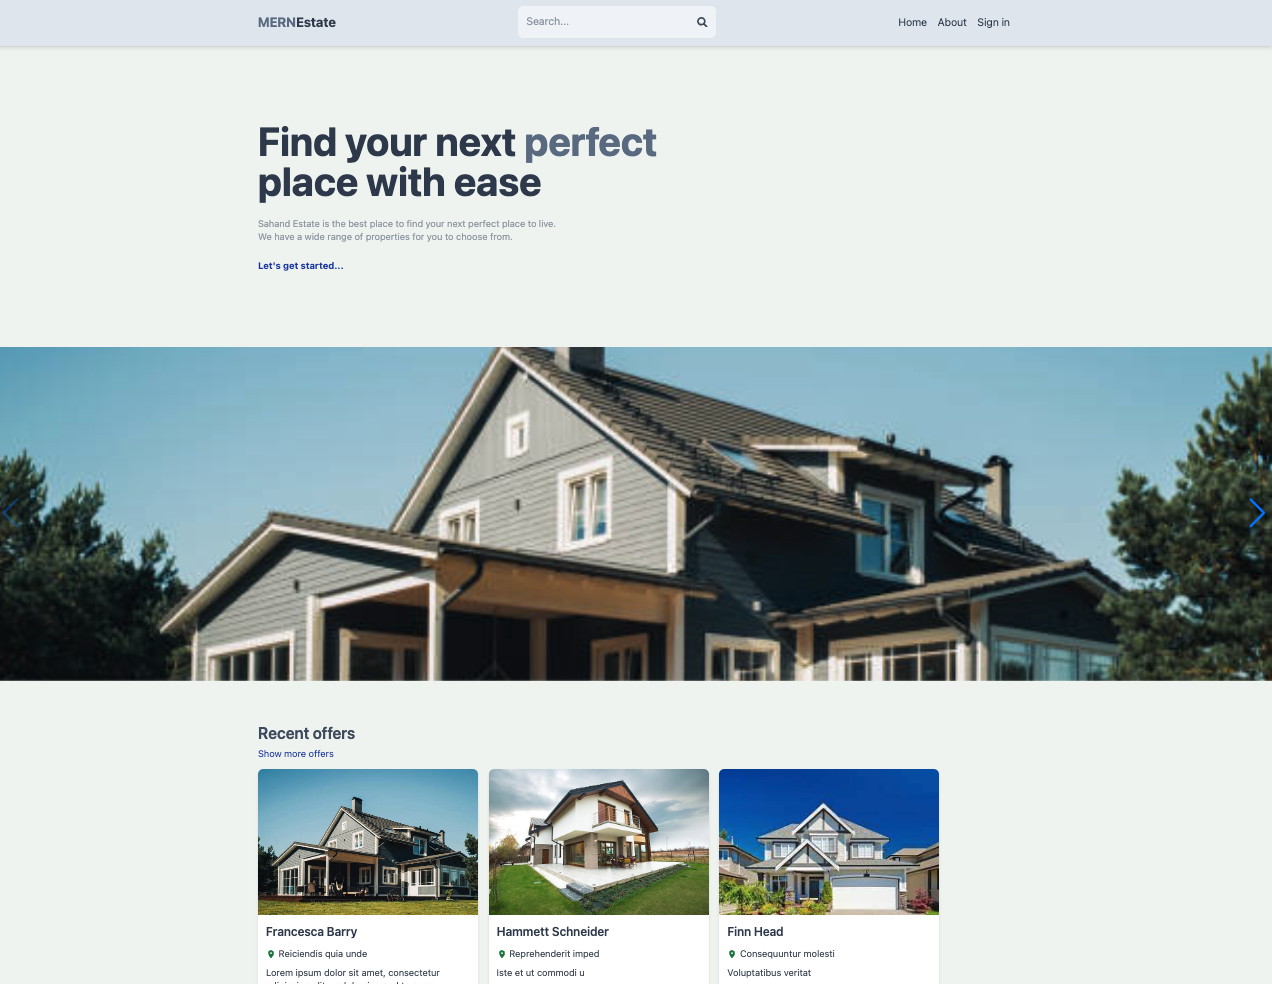 MERNEstate
Search...
Home
About
Sign in
Find your next perfect
place with ease
Sahand Estate is the best place to find your next perfect place to live.
We have a wide range of properties for you to choose from.
Let's get started...
Recent offers
Show more offers
Francesca Barry
Reiciendis quia unde
Lorem ipsum dolor sit amet, consectetur
Hammett Schneider
Reprehenderit imped
Iste et ut commodi u
Finn Head
Consequuntur molesti
Voluptatibus veritat